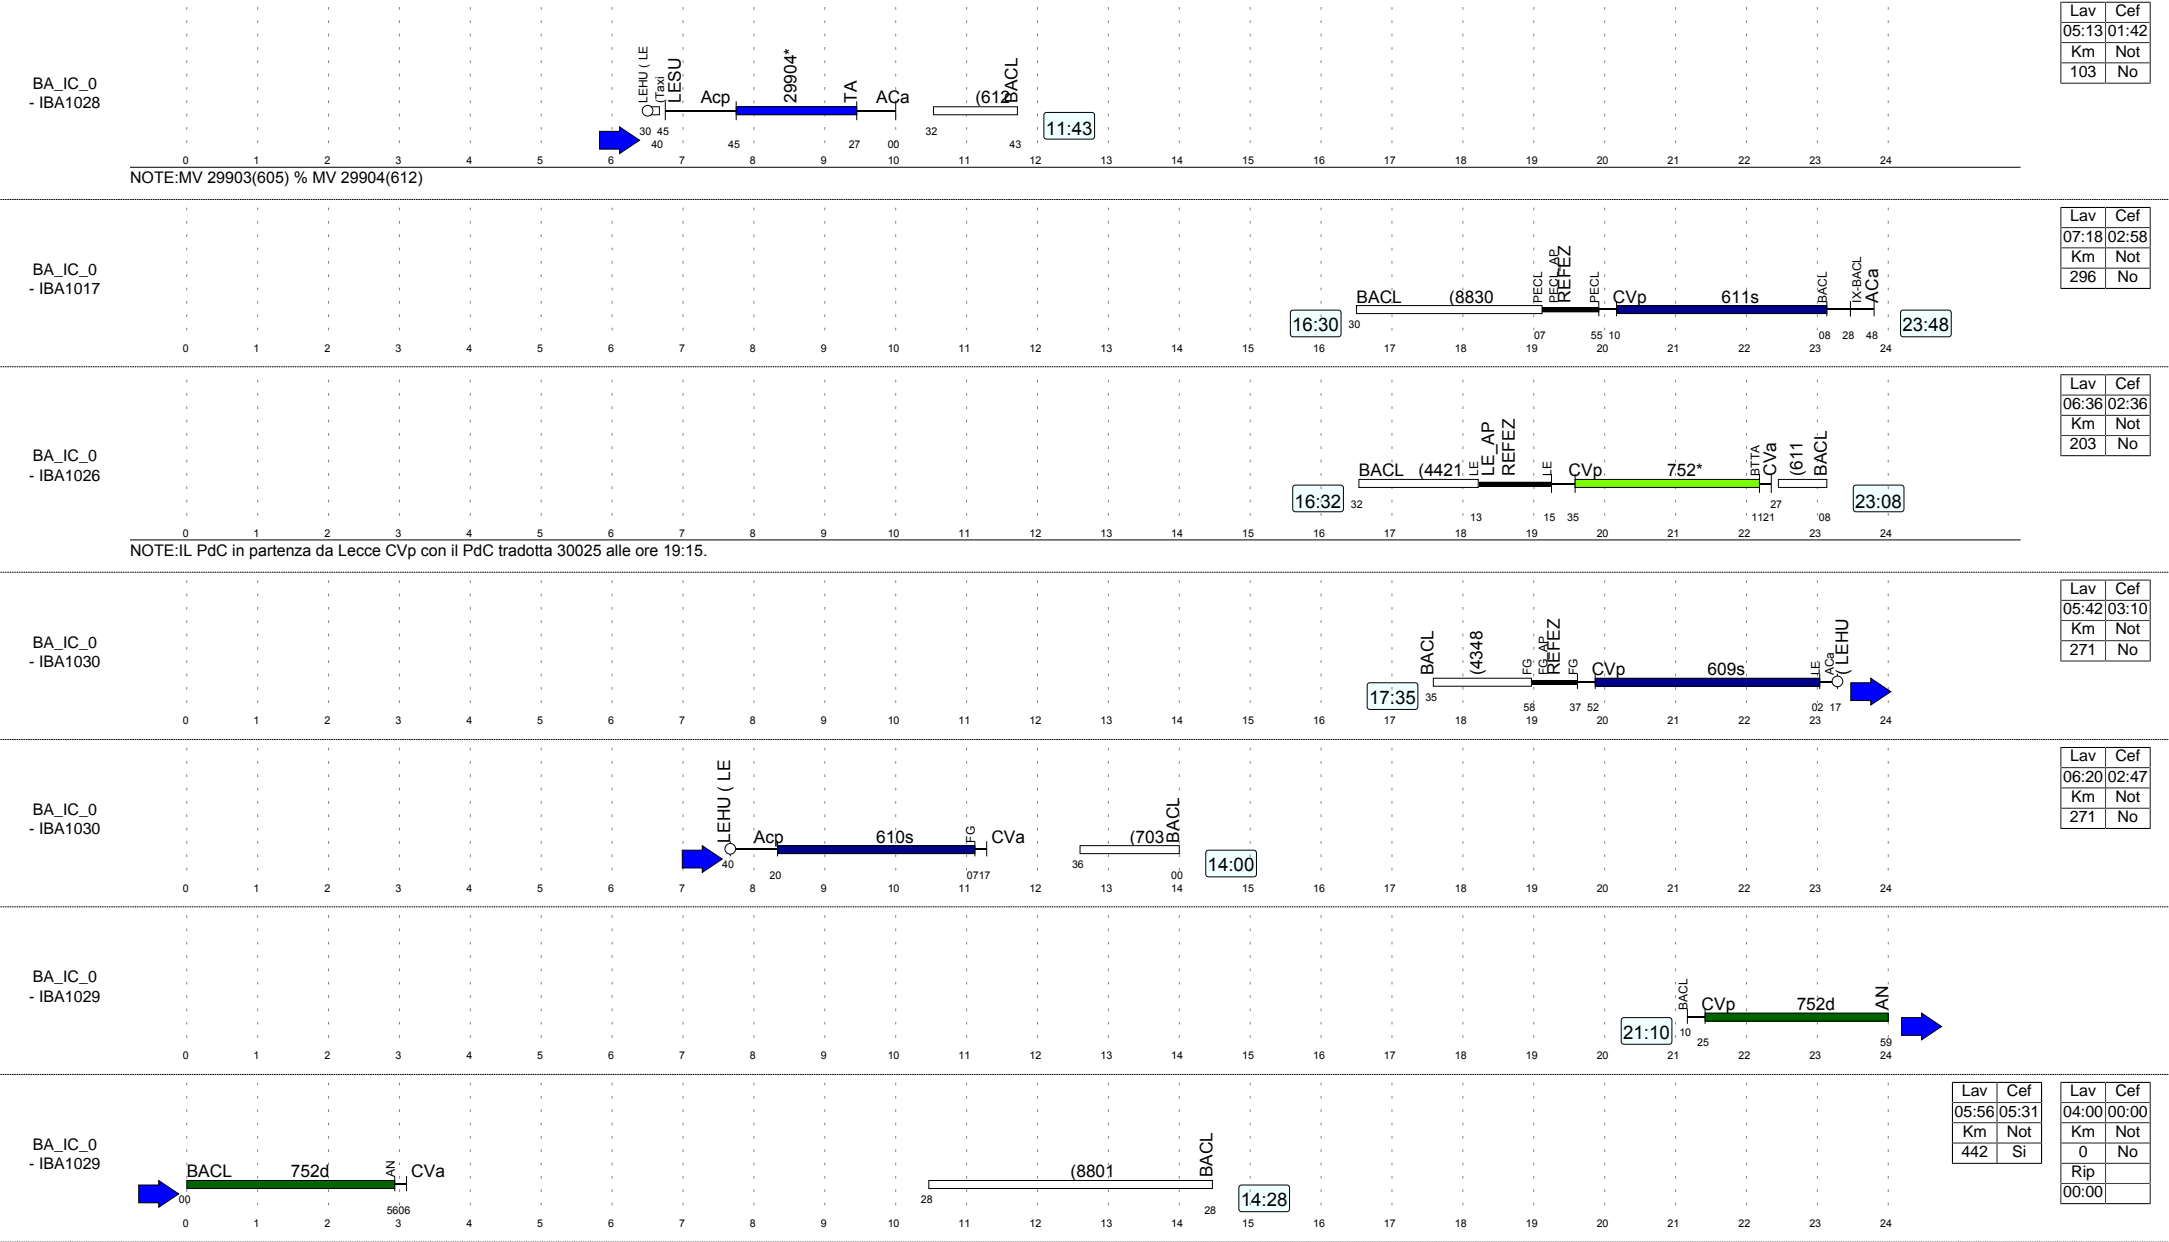 BA_IC_0
- IBA1028
LEHU ( LE
(Taxi
LESU
Acp
29904*
TA
ACa
(612
BACL
30 45
40
45
27
00
32
43
11:43
0 1 2 3 4 5 6 7 8 9 10 11 12 13 14 15 16 17 18 19 20 21 22 23 24
NOTE:MV 29903(605) % MV 29904(612)
Lav Cef
05:13 01:42
Km Not
103 No
BA_IC_0
- IBA1017
16:30
BACL
(8830
PECL
PECL_AP
REFEZ
PECL
CVp
611s
BACL
IX-BACL
ACa
30
07
55 10
08 28 48
23:48
0 1 2 3 4 5 6 7 8 9 10 11 12 13 14 15 16 17 18 19 20 21 22 23 24
Lav Cef
07:18 02:58
Km Not
296 No
BA_IC_0
- IBA1026
16:32
BACL
(4421
LE
LE_AP
REFEZ
LE
CVp
752*
BTTA
CVa
(611
BACL
32
13
15 35
1121
27
08
23:08
0 1 2 3 4 5 6 7 8 9 10 11 12 13 14 15 16 17 18 19 20 21 22 23 24
NOTE:IL PdC in partenza da Lecce CVp con il PdC tradotta 30025 alle ore 19:15.
Lav Cef
06:36 02:36
Km Not
203 No
BA_IC_0
- IBA1030
17:35
BACL
(4348
FG
FG_AP
REFEZ
FG
CVp
609s
LE
ACa
( LEHU
35
58
37 52
02 17
0 1 2 3 4 5 6 7 8 9 10 11 12 13 14 15 16 17 18 19 20 21 22 23 24
Lav Cef
05:42 03:10
Km Not
271 No
BA_IC_0
- IBA1030
LEHU ( LE
Acp
610s
FG
CVa
(703
BACL
40
20
0717
36
00
14:00
0 1 2 3 4 5 6 7 8 9 10 11 12 13 14 15 16 17 18 19 20 21 22 23 24
Lav Cef
06:20 02:47
Km Not
271 No
BA_IC_0
- IBA1029
21:10
BACL
CVp
752d
AN
10
25
59
0 1 2 3 4 5 6 7 8 9 10 11 12 13 14 15 16 17 18 19 20 21 22 23 24
BA_IC_0
- IBA1029
BACL
752d
AN
CVa
(8801
BACL
00
5606
28
28
14:28
0 1 2 3 4 5 6 7 8 9 10 11 12 13 14 15 16 17 18 19 20 21 22 23 24
Lav Cef
05:56 05:31
Km Not
442 Si
Lav Cef
04:00 00:00
Km Not
0 No
Rip
00:00